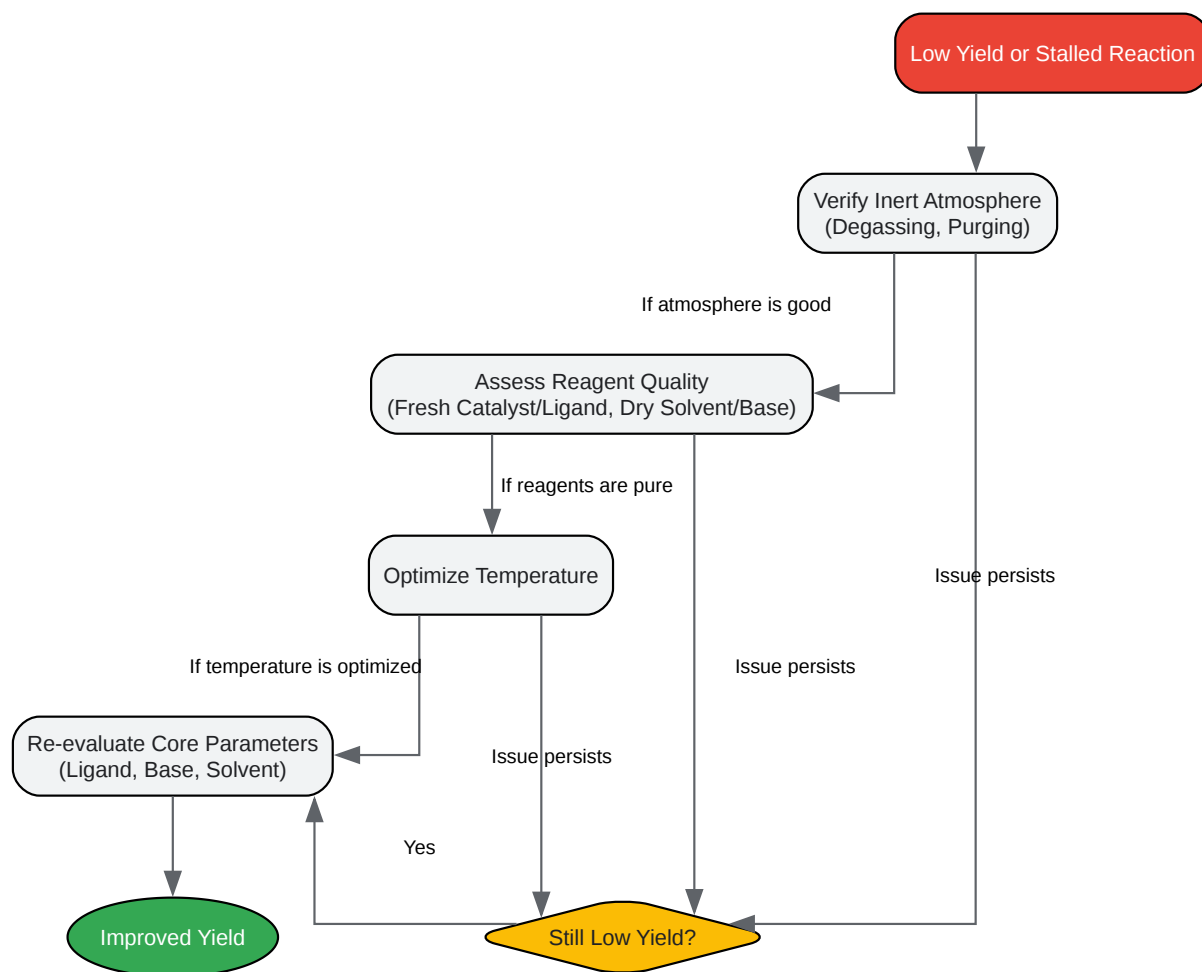 Low Yield or Stalled Reaction
Verify Inert Atmosphere
(Degassing, Purging)
If atmosphere is good
Assess Reagent Quality
(Fresh Catalyst/Ligand, Dry Solvent/Base)
If reagents are pure
Optimize Temperature
Issue persists
If temperature is optimized
Issue persists
Re-evaluate Core Parameters
(Ligand, Base, Solvent)
Issue persists
Yes
Improved Yield
Still Low Yield?